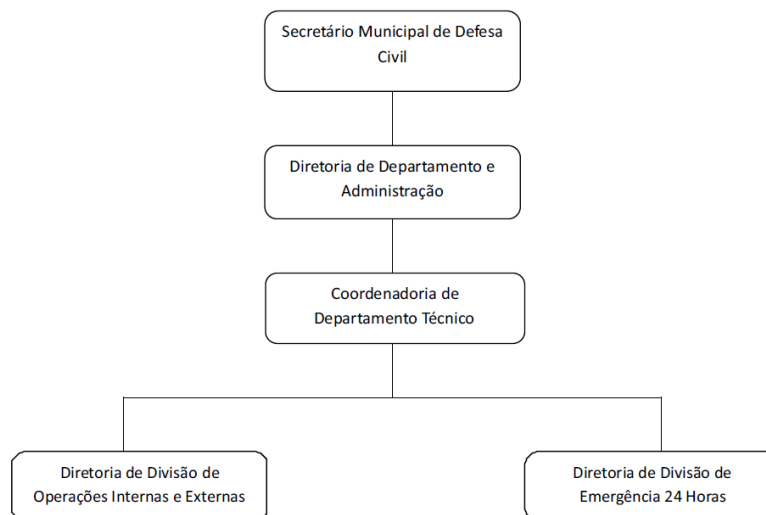 Secretário Municipal de Defesa
Civil
Diretoria de Departamento e
Administração
Coordenadoria de
Departamento Técnico
Diretoria de Divisão de
Operações Internas e Externas
Diretoria de Divisão de
Emergência 24 Horas